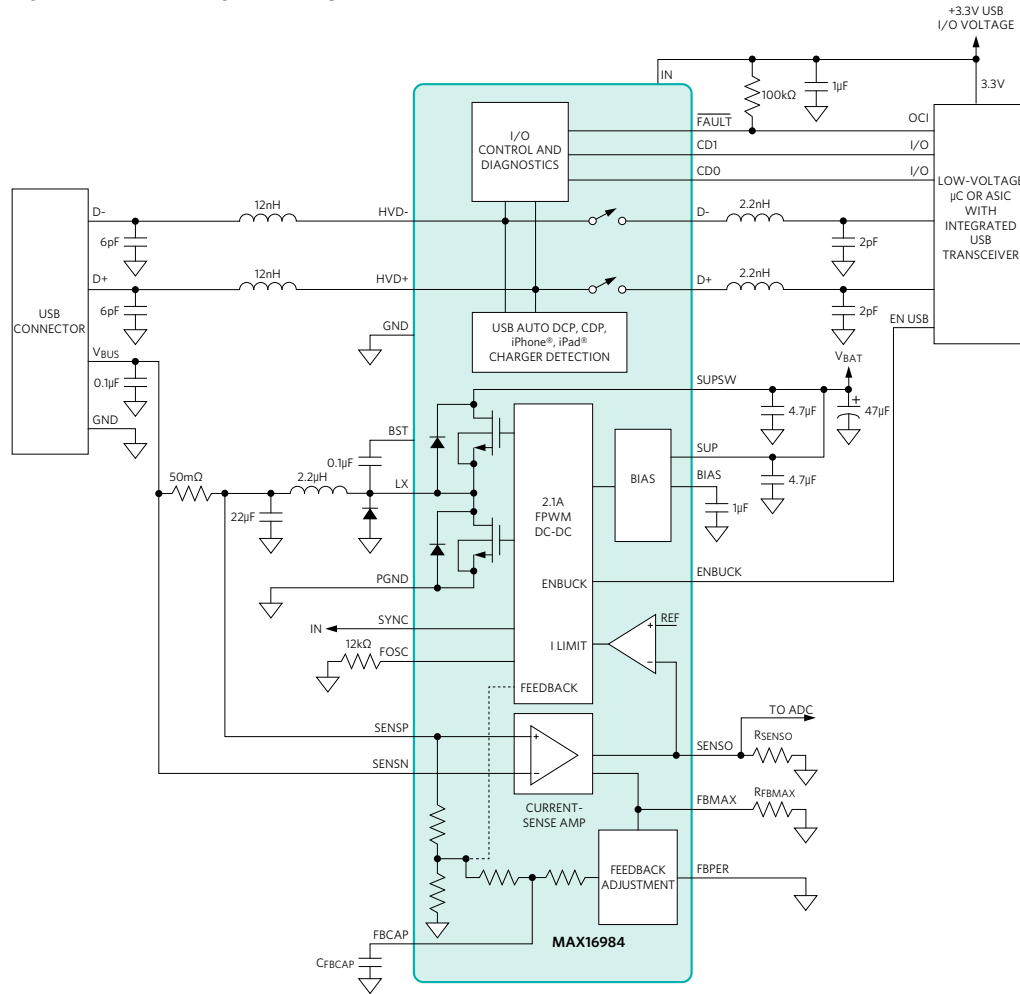 +3.3V USB
I/O VOLTAGE
IN
3.3V
100kΩ
1µF
FAULT
OCI
I/O
CONTROL AND
DIAGNOSTICS
CD1
I/O
CD0
I/O
LOW-VOLTAGE
µC OR ASIC
WITH
INTEGRATED
USB
TRANSCEIVER
D-
12nH
HVD-
D-
2.2nH
6pF
2pF
D+
12nH
HVD+
D+
2.2nH
6pF
2pF
USB
CONNECTOR
GND
USB AUTO DCP, CDP,
iPhone®, iPad®
CHARGER DETECTION
EN USB
VBUS
0.1µF
VBAT
SUPSW
4.7µF
+
47µF
GND
BST
0.1µF
SUP
BIAS
BIAS
4.7µF
1µF
50mΩ
2.2µH
LX
22µF
2.1A
FPWM
DC-DC
PGND
ENBUCK
ENBUCK
SYNC
IN
REF
+
-
I LIMIT
12kΩ
FOSC
FEEDBACK
TO ADC
SENSP
+
SENSO
RSENSO
SENSN
-
CURRENT-
SENSE AMP
FBMAX
RFBMAX
FEEDBACK
ADJUSTMENT
FBPER
FBCAP
MAX16984
CFBCAP